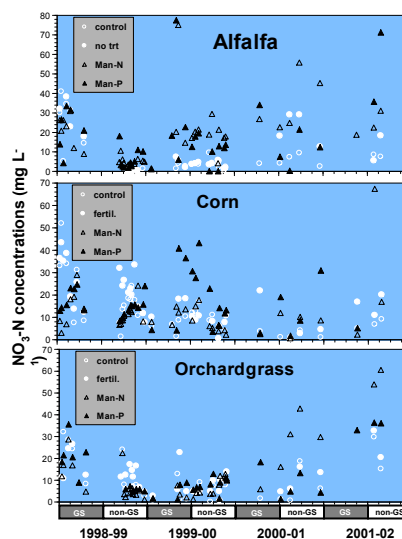 NO3-N concentrations (mg L-1)
Alfalfa
control
no trt
Man-N
Man-P
80
70
60
50
40
30
20
10
0
Corn
control
fertil.
Man-N
Man-P
70
60
50
40
30
20
10
0
Orchardgrass
control
fertil.
Man-N
Man-P
70
60
50
40
30
20
10
0
GS non-GS GS non-GS GS non-GS GS non-GS
1998-99 1999-00 2000-01 2001-02